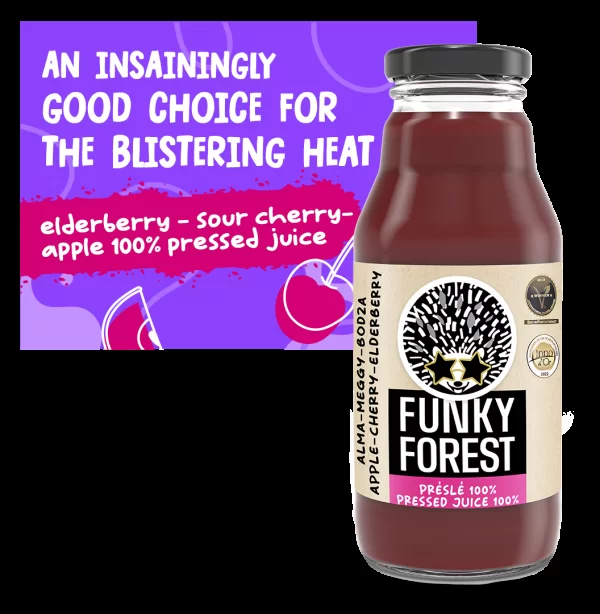 AN INSAININGLY
GOOD CHOICE FOR
THE BLISTERING HEAT
elderberry - sour cherry-
apple 100% pressed juice
ALMA-MEGGY-BODZA
APPLE-CHERRY-ELDERBERRY
FUNKY
FOREST
PRÉSLÉ 100%
PRESSED JUICE 100%